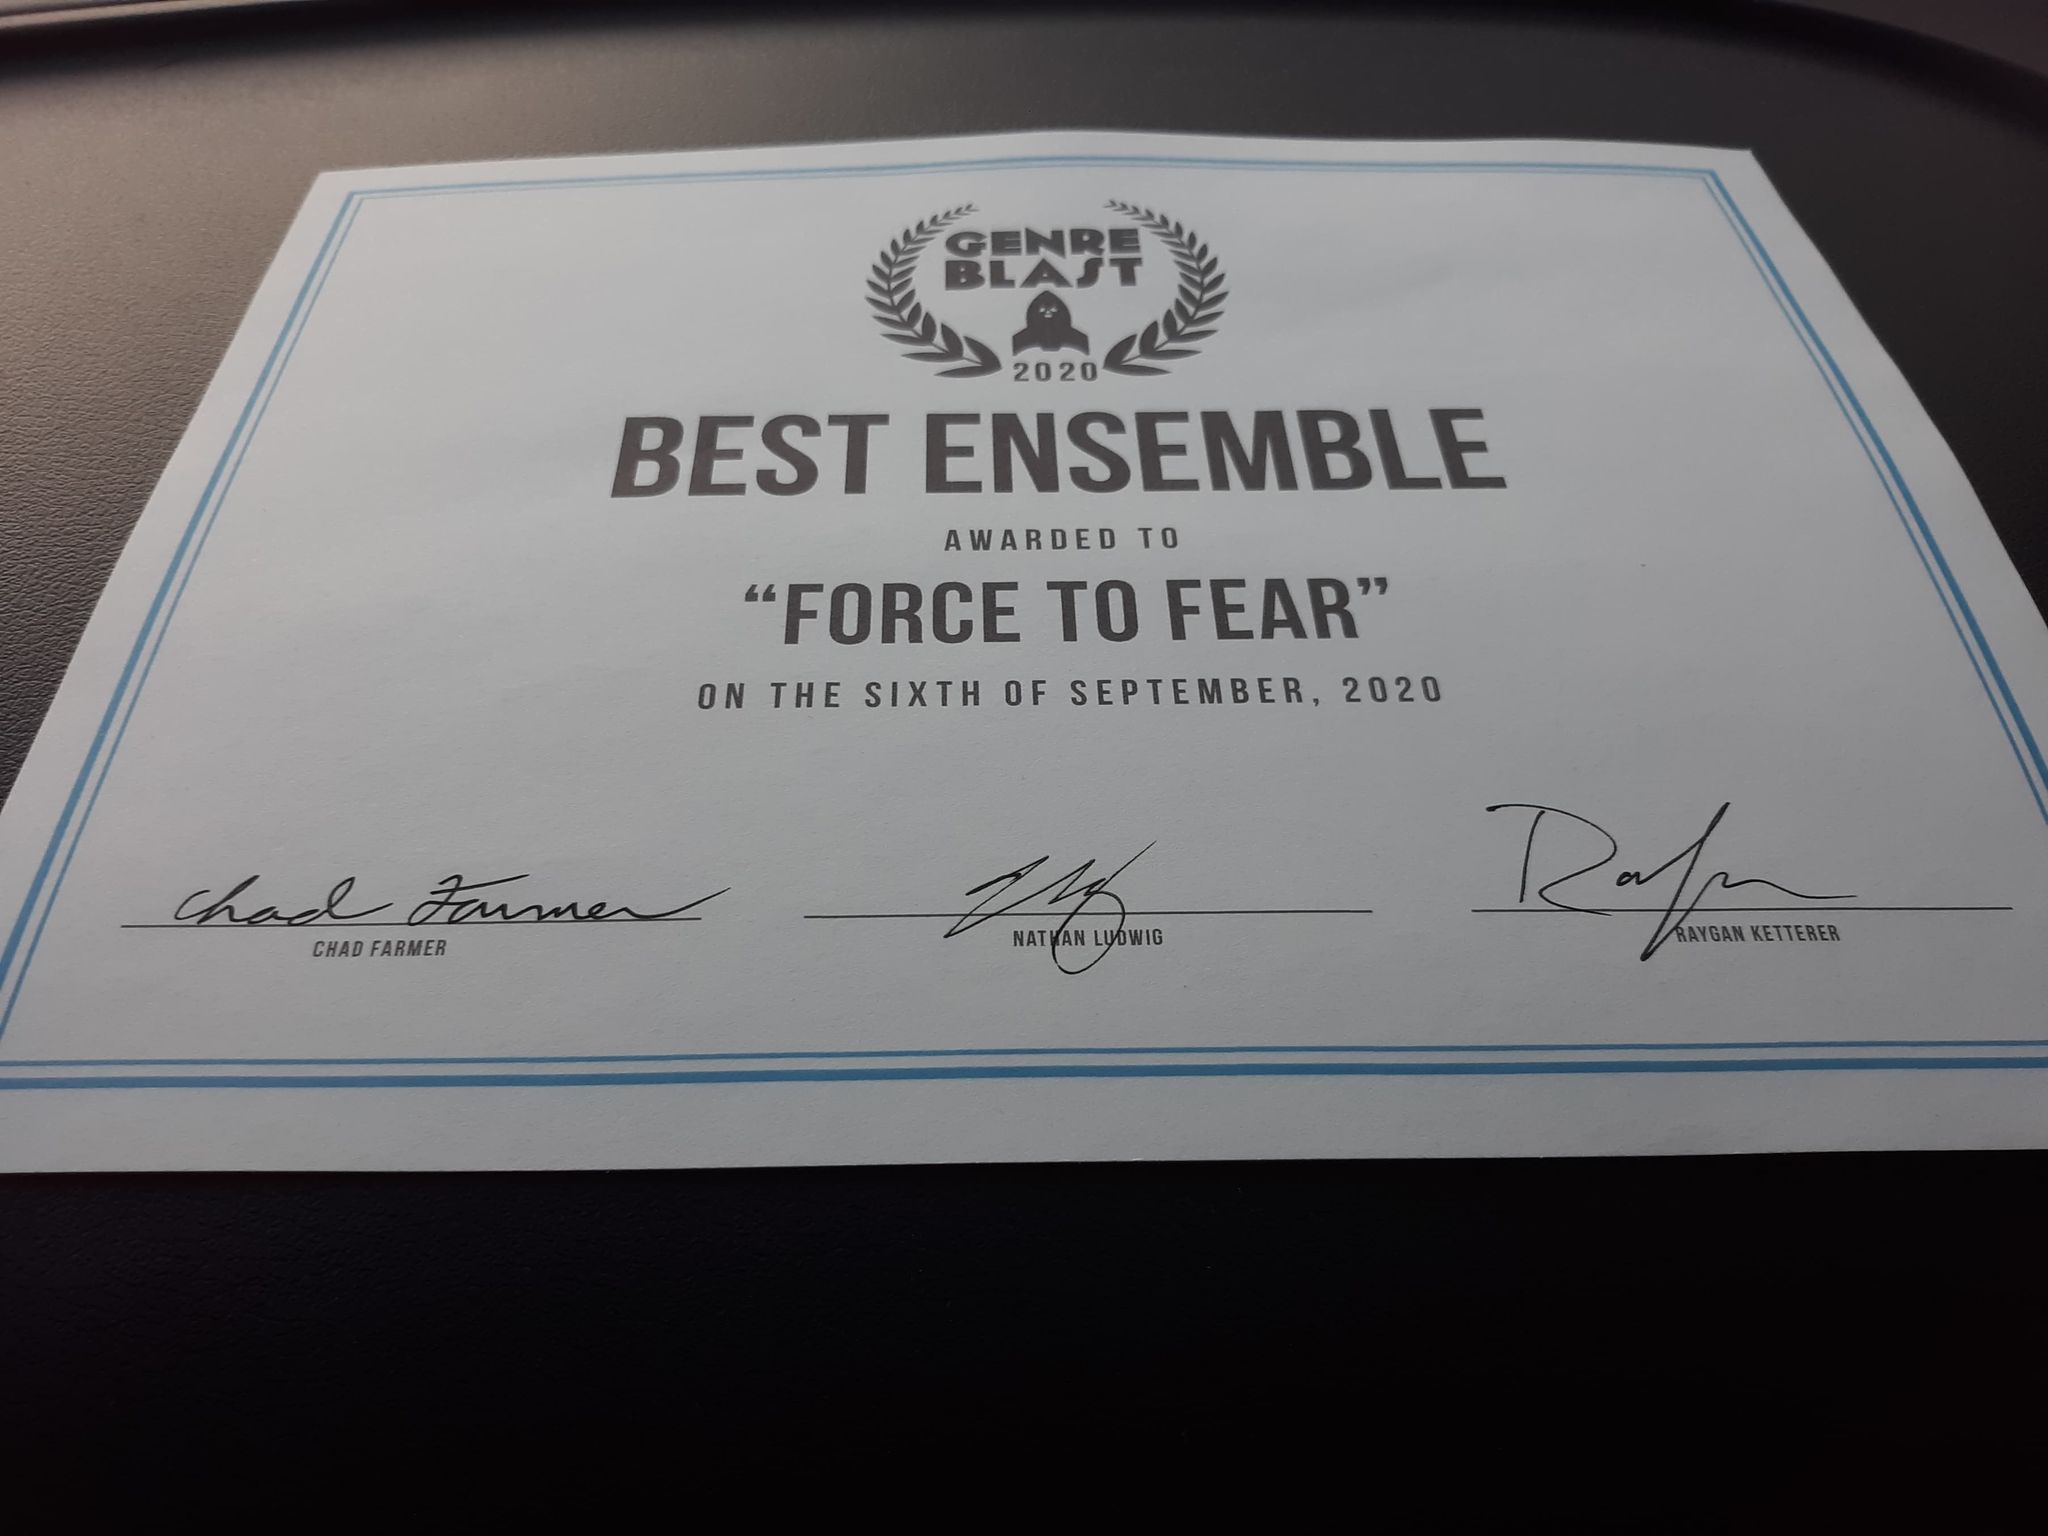 GENRE
BLAST
2020
BEST ENSEMBLE
AWARDED TO
“FORCE TO FEAR”
ON THE SIXTH OF SEPTEMBER, 2020
Chad Farmer
CHAD FARMER
NATHAN LUDWIG
RAYGAN KETTERER